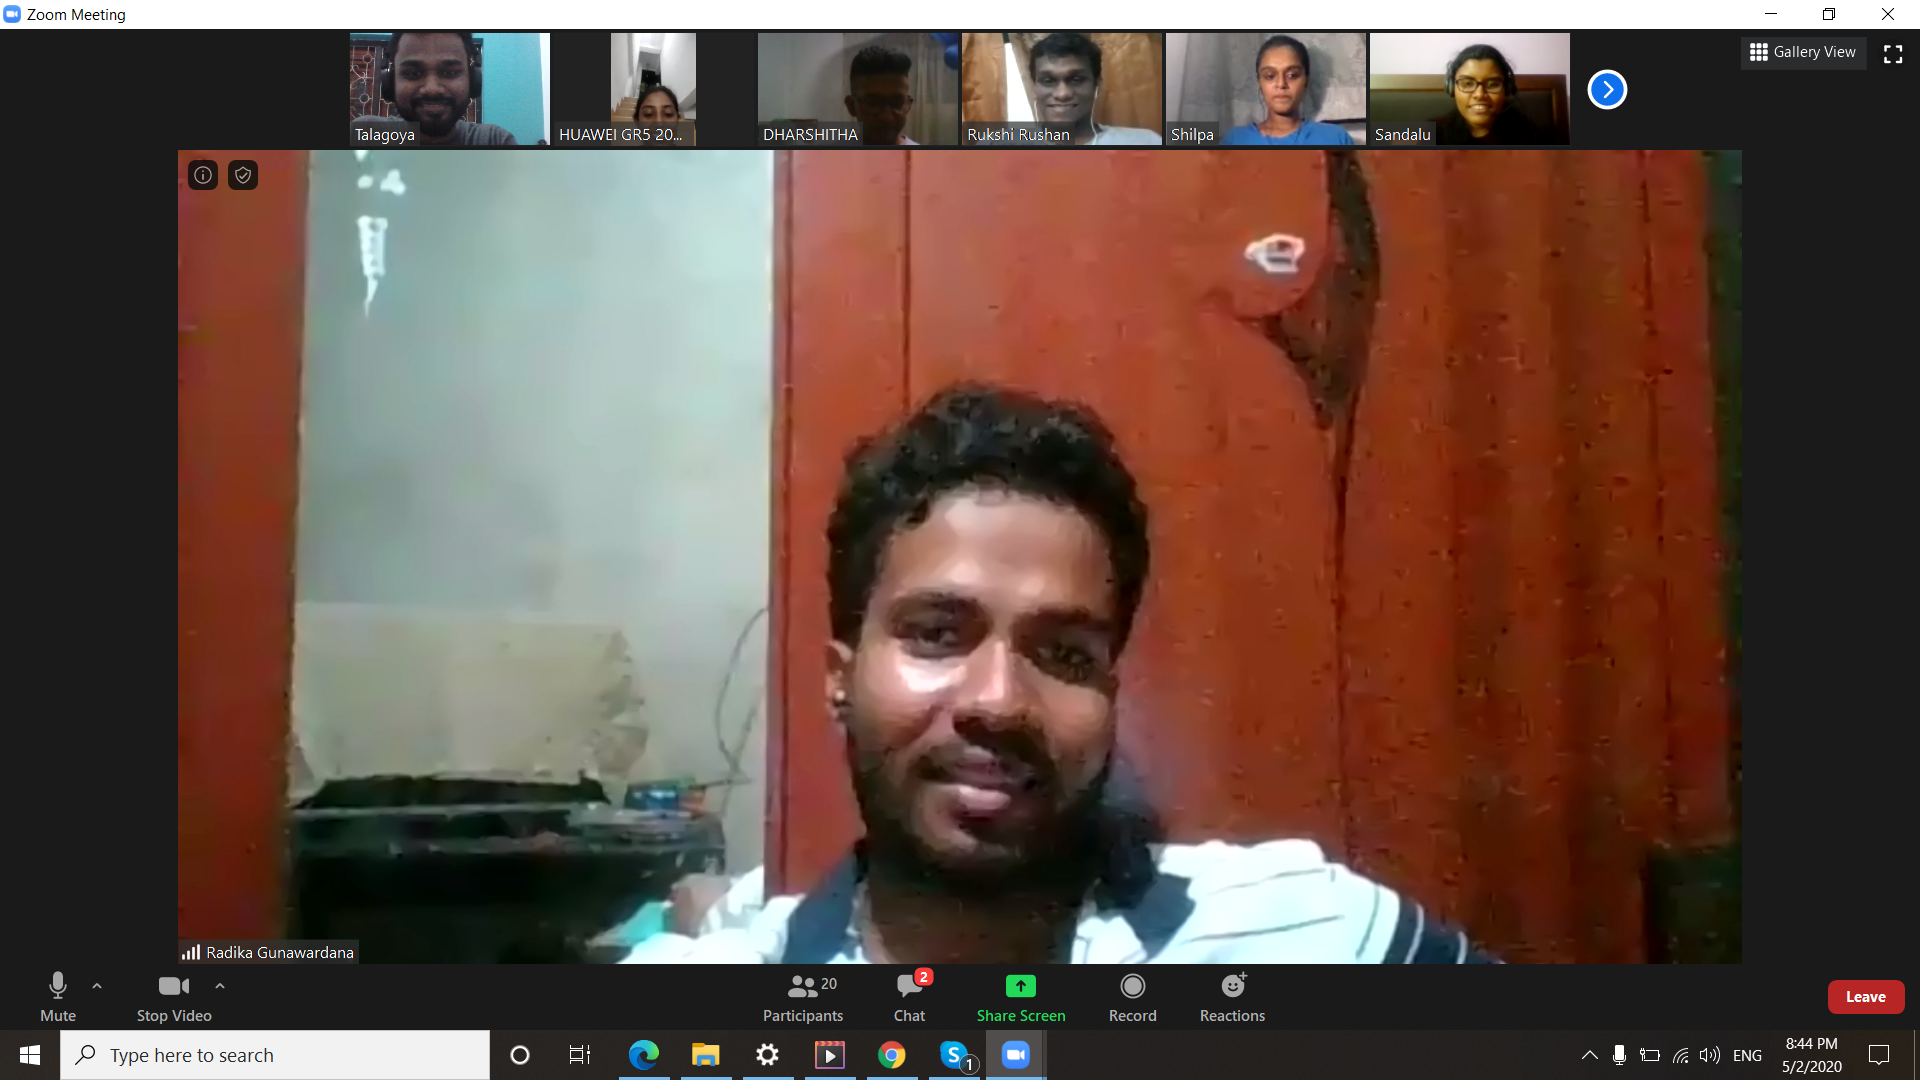 Zoom Meeting
Talagoya
HUAWEI GR5 20...
DHARSHITHA
Rukshi Rushan
Shilpa
Sandalu
Gallery View
Radika Gunawardana
Mute
Stop Video
20
Participants
2
Chat
Share Screen
Record
Reactions
Leave
Type here to search
S
1
ENG
8:44 PM
5/2/2020